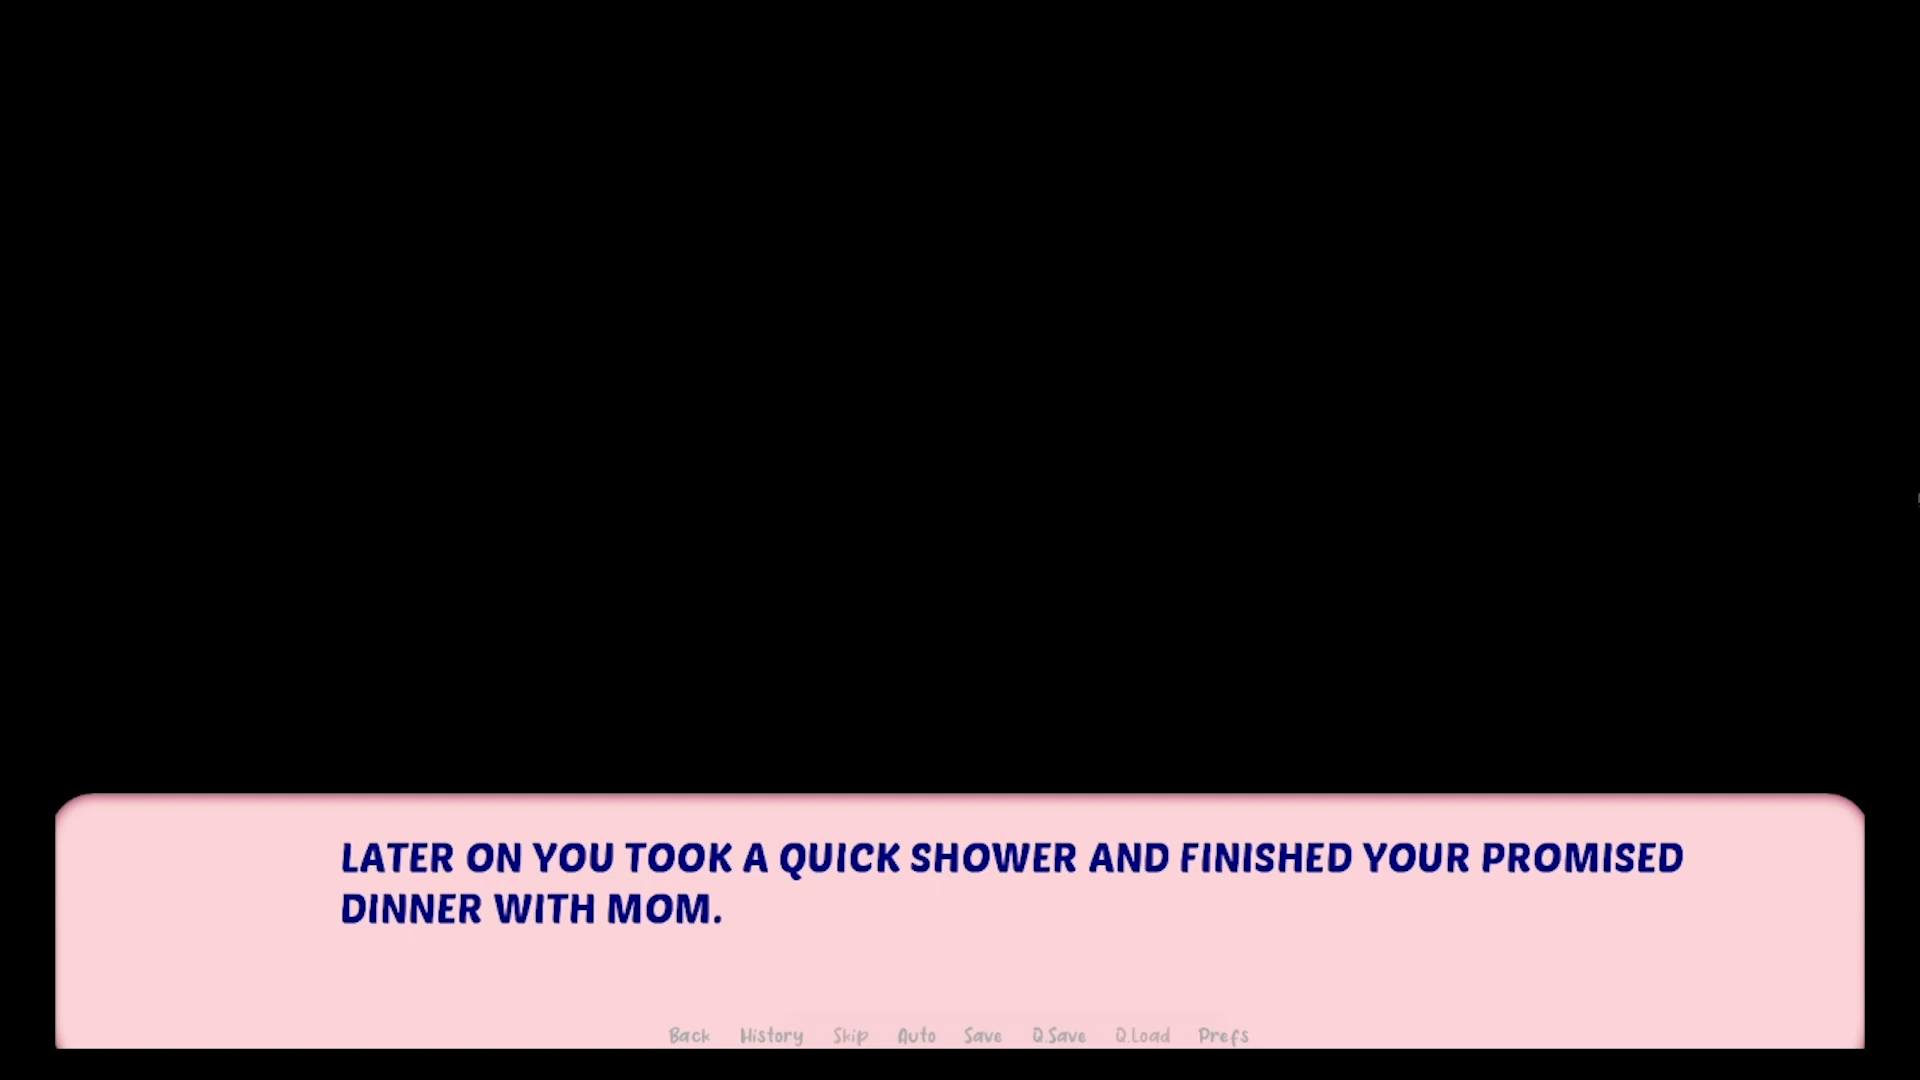 LATER ON YOU TOOK A QUICK SHOWER AND FINISHED YOUR PROMISED
DINNER WITH MOM.
Back History Skip Auto Save Q.Save Q.Load Prefs